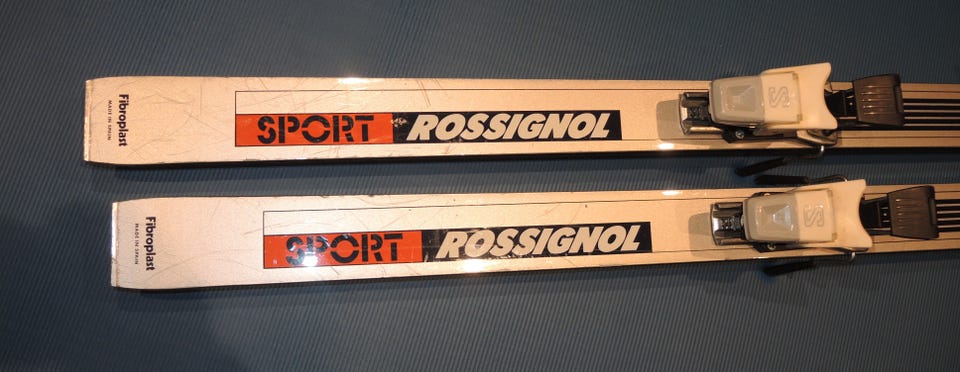 Fibroplast
MADE IN SPAIN
SPORT ROSSIGNOL
Fibroplast
MADE IN SPAIN
SPORT ROSSIGNOL